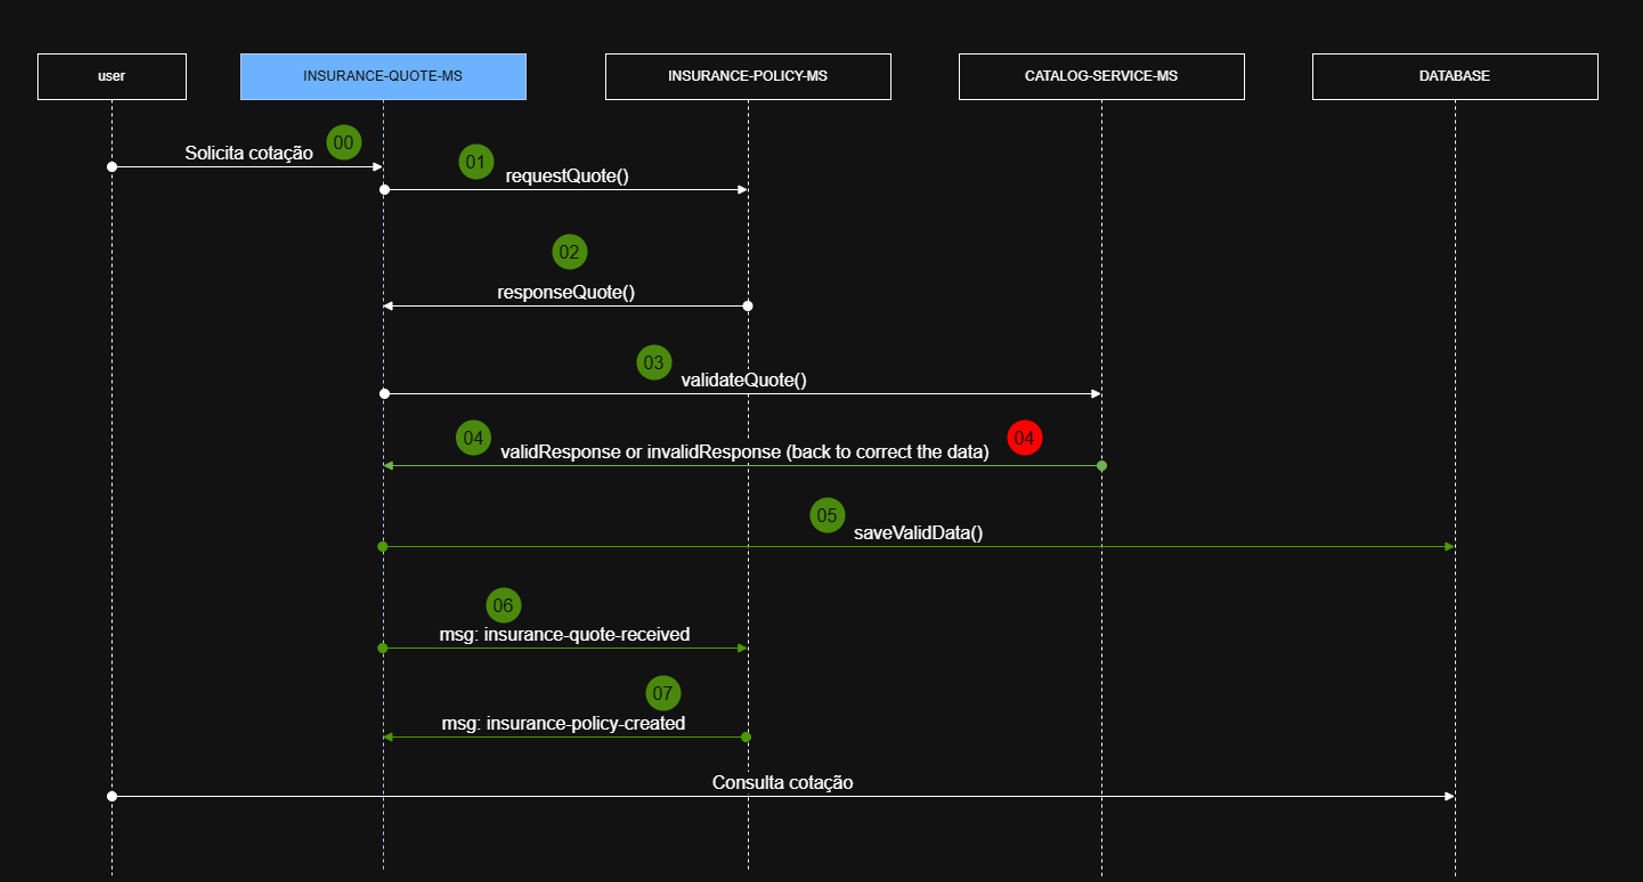 user
INSURANCE-QUOTE-MS
INSURANCE-POLICY-MS
CATALOG-SERVICE-MS
DATABASE
Solicita cotação
00
01
requestQuote()
02
responseQuote()
03
validateQuote()
04
validResponse or invalidResponse (back to correct the data)
04
05
saveValidData()
06
msg: insurance-quote-received
07
msg: insurance-policy-created
Consulta cotação